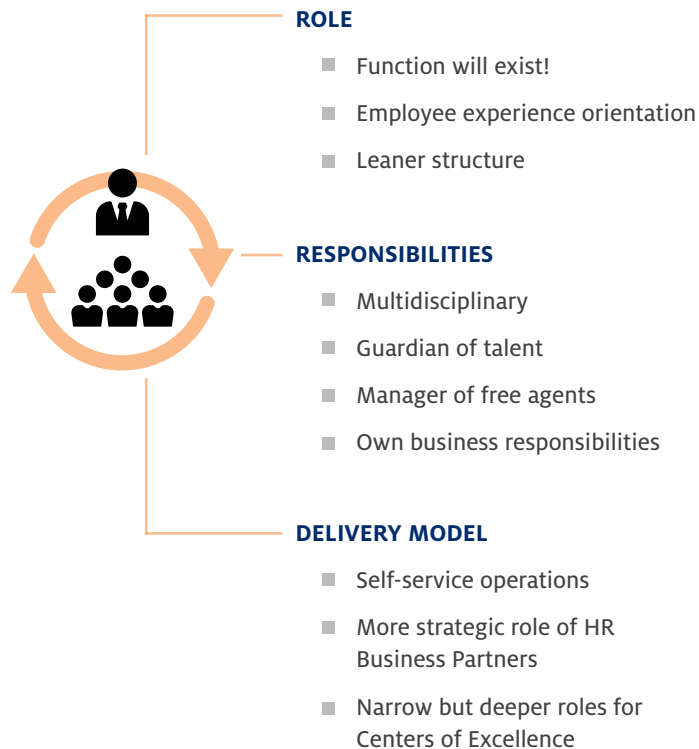 ROLE
Function will exist!
Employee experience orientation
Leaner structure
RESPONSIBILITIES
Multidisciplinary
Guardian of talent
Manager of free agents
Own business responsibilities
DELIVERY MODEL
Self-service operations
More strategic role of HR
Business Partners
Narrow but deeper roles for
Centers of Excellence